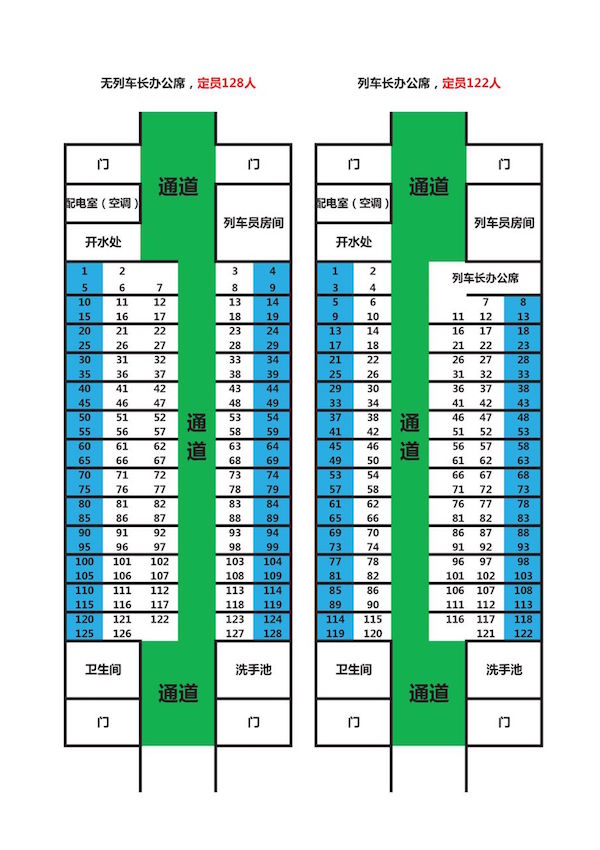 无列车长办公席，定员128人
门 门
通道
配电室（空调）
列车员房间
开水处
1 2 3 4
5 6 7 8 9
10 11 12 13 14
15 16 17 18 19
20 21 22 23 24
25 26 27 28 29
30 31 32 33 34
35 36 37 38 39
40 41 42 43 44
45 46 47 48 49
50 51 52 53 54
55 56 57 58 59
60 61 62 63 64
65 66 67 68 69
70 71 72 73 74
75 76 77 78 79
80 81 82 83 84
85 86 87 88 89
90 91 92 93 94
95 96 97 98 99
100 101 102 103 104
105 106 107 108 109
110 111 112 113 114
115 116 117 118 119
120 121 122 123 124
125 126 127 128
通道
卫生间 洗手池
通道
门 门
列车长办公席，定员122人
门 门
通道
配电室（空调）
列车员房间
开水处
1 2 列车长办公席
3 4
5 6 7 8
9 10 11 12 13
13 14 16 17 18
17 18 21 22 23
21 22 26 27 28
25 26 31 32 33
29 30 36 37 38
33 34 41 42 43
37 38 46 47 48
41 42 51 52 53
45 46 56 57 58
49 50 61 62 63
53 54 66 67 68
57 58 71 72 73
61 62 76 77 78
65 66 81 82 83
69 70 86 87 88
73 74 91 92 93
77 78 96 97 98
81 82 101 102 103
85 86 106 107 108
89 90 111 112 113
114 115 116 117 118
119 120 121 122
通道
卫生间 洗手池
通道
门 门